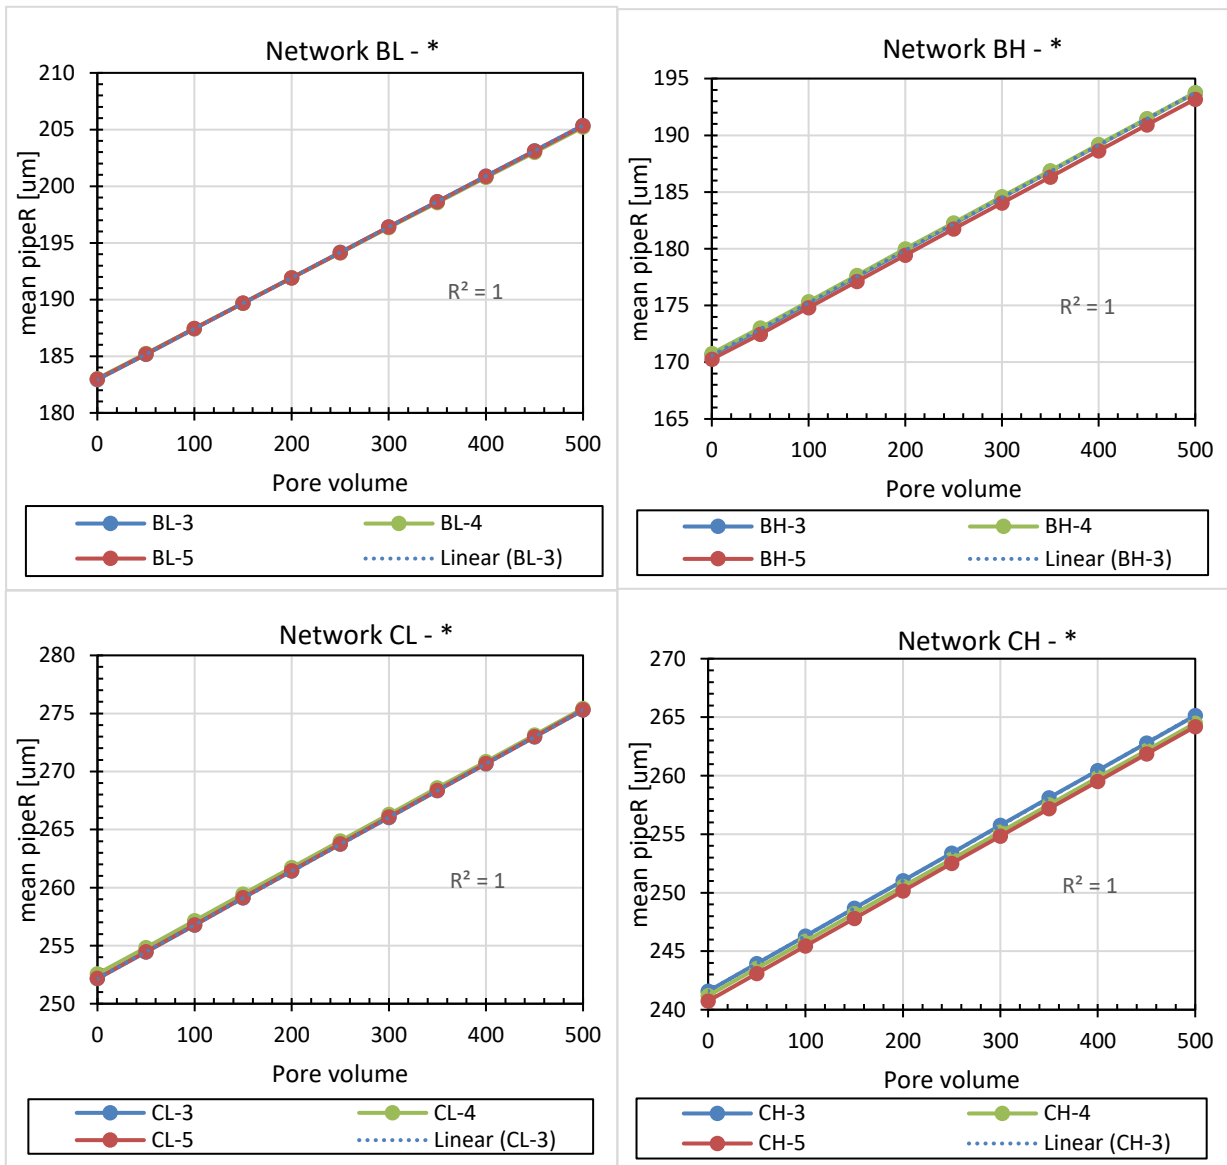 Network BL - *
mean pipeR [um]
210
205
200
195
190
185
180
R² = 1
0 100 200 300 400 500
Pore volume
BL-3 BL-4
BL-5 Linear (BL-3)
Network BH - *
mean pipeR [um]
195
190
185
180
175
170
165
R² = 1
0 100 200 300 400 500
Pore volume
BH-3 BH-4
BH-5 Linear (BH-3)
Network CL - *
mean pipeR [um]
280
275
270
265
260
255
250
R² = 1
0 100 200 300 400 500
Pore volume
CL-3 CL-4
CL-5 Linear (CL-3)
Network CH - *
mean pipeR [um]
270
265
260
255
250
245
240
R² = 1
0 100 200 300 400 500
Pore volume
CH-3 CH-4
CH-5 Linear (CH-3)